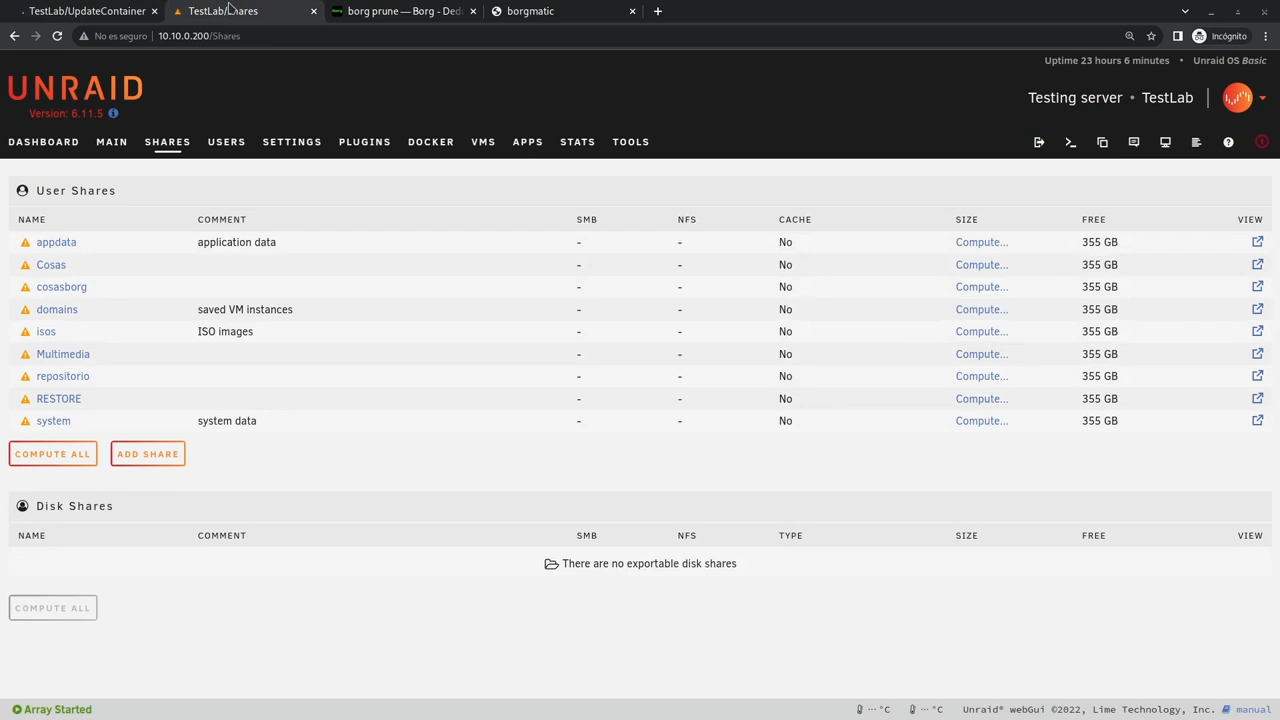 TestLab/UpdateContainer
TestLab/Shares
borg prune — Borg - Ded
borgmatic
No es seguro
10.10.0.200/Shares
Incógnito
Uptime 23 hours 6 minutes • Unraid OS Basic
UNRAID
Version: 6.11.5
Testing server • TestLab
DASHBOARD MAIN SHARES USERS SETTINGS PLUGINS DOCKER VMS APPS STATS TOOLS
User Shares
NAME COMMENT SMB NFS CACHE SIZE FREE VIEW
appdata application data - - No Compute... 355 GB
Cosas - - No Compute... 355 GB
cosasborg - - No Compute... 355 GB
domains saved VM instances - - No Compute... 355 GB
isos ISO images - - No Compute... 355 GB
Multimedia - - No Compute... 355 GB
repositorio - - No Compute... 355 GB
RESTORE - - No Compute... 355 GB
system system data - - No Compute... 355 GB
COMPUTE ALL ADD SHARE
Disk Shares
NAME COMMENT SMB NFS TYPE SIZE FREE VIEW
There are no exportable disk shares
COMPUTE ALL
Array Started
··· °C ··· °C Unraid® webGui ©2022, Lime Technology, Inc. manual